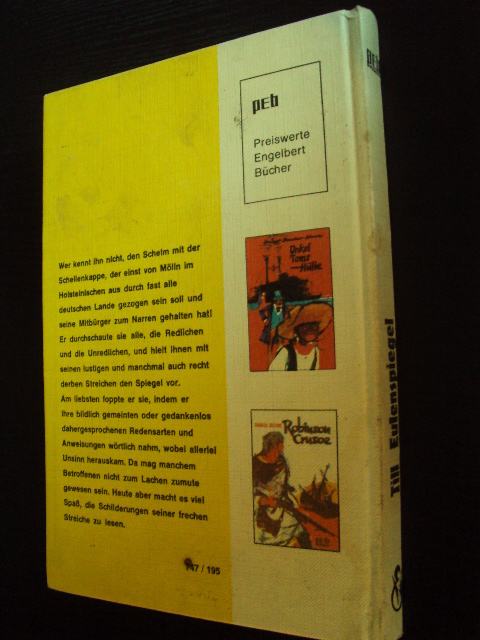 Wer kennt ihn nicht, den Schelm mit der
Schellenkappe, der einst von Mölln im
Holsteinischen aus durch fast alle
deutschen Lande gezogen sein soll und
seine Mitbürger zum Narren gehalten hat!
Er durchschaute sie alle, die Redlichen
und die Unredlichen, und hielt ihnen mit
seinen lustigen und manchmal auch recht
derben Streichen den Spiegel vor.
Am liebsten foppte er sie, indem er
ihre bildlich gemeinten oder gedankenlos
dahergesprochenen Redensarten und
Anweisungen wörtlich nahm, wobei allerlei
Unsinn herauskam. Da mag manchem
Betroffenen nicht zum Lachen zumute
gewesen sein. Heute aber macht es viel
Spaß, die Schilderungen seiner frechen
Streiche zu lesen.
747 / 195
pEb
Preiswerte
Engelbert
Bücher
Onkel
Toms
Hütte
Robinson
Crusoe
pEb
Till Eulenspiegel